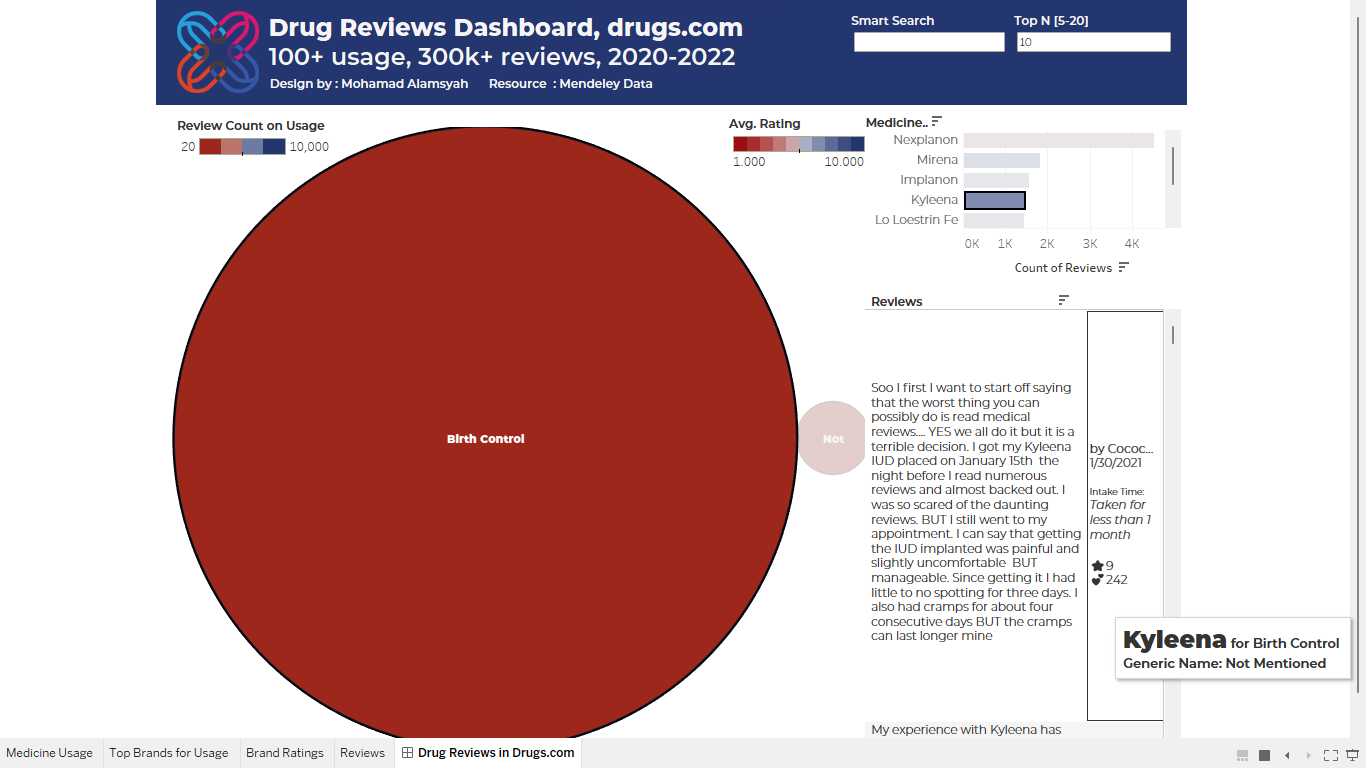 Drug Reviews Dashboard, drugs.com
100+ usage, 300k+ reviews, 2020-2022
Design by : Mohamad Alamsyah Resource : Mendeley Data
Smart Search
Top N [5-20]
10
Review Count on Usage
20 10,000
Birth Control
Not
Avg. Rating
1.000 10.000
Medicine..
Nexplanon
Mirena
Implanon
Kyleena
Lo Loestrin Fe
0K 1K 2K 3K 4K
Count of Reviews
Reviews
Soo I first I want to start off saying
that the worst thing you can
possibly do is read medical
reviews.... YES we all do it but it is a
terrible decision. I got my Kyleena
IUD placed on January 15th the
night before I read numerous
reviews and almost backed out. I
was so scared of the daunting
reviews. BUT I still went to my
appointment. I can say that getting
the IUD implanted was painful and
slightly uncomfortable BUT
manageable. Since getting it I had
little to no spotting for three days. I
also had cramps for about four
consecutive days BUT the cramps
can last longer mine
by Cococ...
1/30/2021
Intake Time:
Taken for
less than 1
month
9
242
Kyleena for Birth Control
Generic Name: Not Mentioned
My experience with Kyleena has
Medicine Usage Top Brands for Usage Brand Ratings Reviews Drug Reviews in Drugs.com